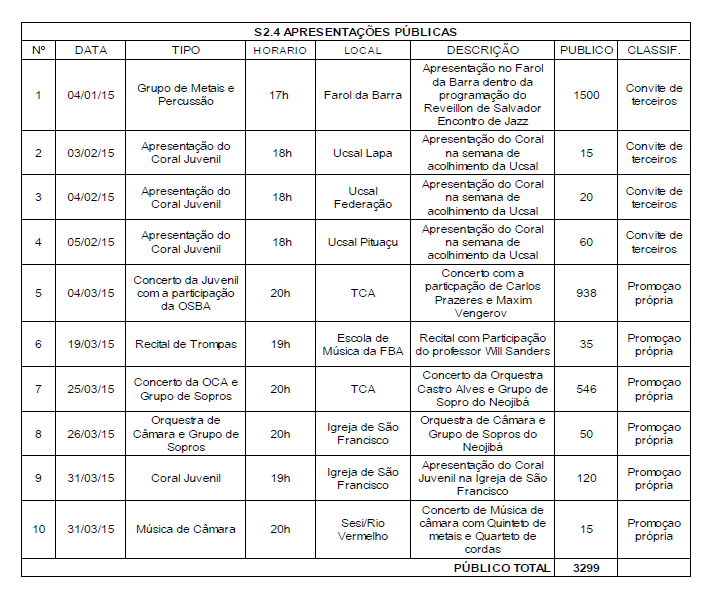 S2.4 APRESENTAÇÕES PÚBLICAS
Nº DATA TIPO HORARIO LOCAL DESCRIÇÃO PUBLICO CLASSIF.
1 04/01/15 Grupo de Metais e Percussão 17h Farol da Barra Apresentação no Farol da Barra dentro da programação do Reveillon de Salvador Encontro de Jazz 1500 Convite de terceiros
2 03/02/15 Apresentação do Coral Juvenil 18h Ucsal Lapa Apresentação do Coral na semana de acolhimento da Ucsal 15 Convite de terceiros
3 04/02/15 Apresentação do Coral Juvenil 18h Ucsal Federação Apresentação do Coral na semana de acolhimento da Ucsal 20 Convite de terceiros
4 05/02/15 Apresentação do Coral Juvenil 18h Ucsal Pituaçu Apresentação do Coral na semana de acolhimento da Ucsal 60 Convite de terceiros
5 04/03/15 Concerto da Juvenil com a participação da OSBA 20h TCA Concerto com a particpação de Carlos Prazeres e Maxim Vengerov 938 Promoçao própria
6 19/03/15 Recital de Trompas 19h Escola de Música da FBA Recital com Participação do professor Will Sanders 35 Promoçao própria
7 25/03/15 Concerto da OCA e Grupo de Sopros 20h TCA Concerto da Orquestra Castro Alves e Grupo de Sopro do Neojibá 546 Promoçao própria
8 26/03/15 Orquestra de Câmara e Grupo de Sopros 20h Igreja de São Francisco Orquestra de Câmara e Grupo de Sopros do Neojibá 50 Promoçao própria
9 31/03/15 Coral Juvenil 19h Igreja de São Francisco Apresentação do Coral Juvenil na Igreja de São Francisco 120 Promoçao própria
10 31/03/15 Música de Câmara 20h Sesi/Rio Vermelho Concerto de Música de câmara com Quinteto de metais e Quarteto de cordas 15 Promoçao própria
PÚBLICO TOTAL 3299